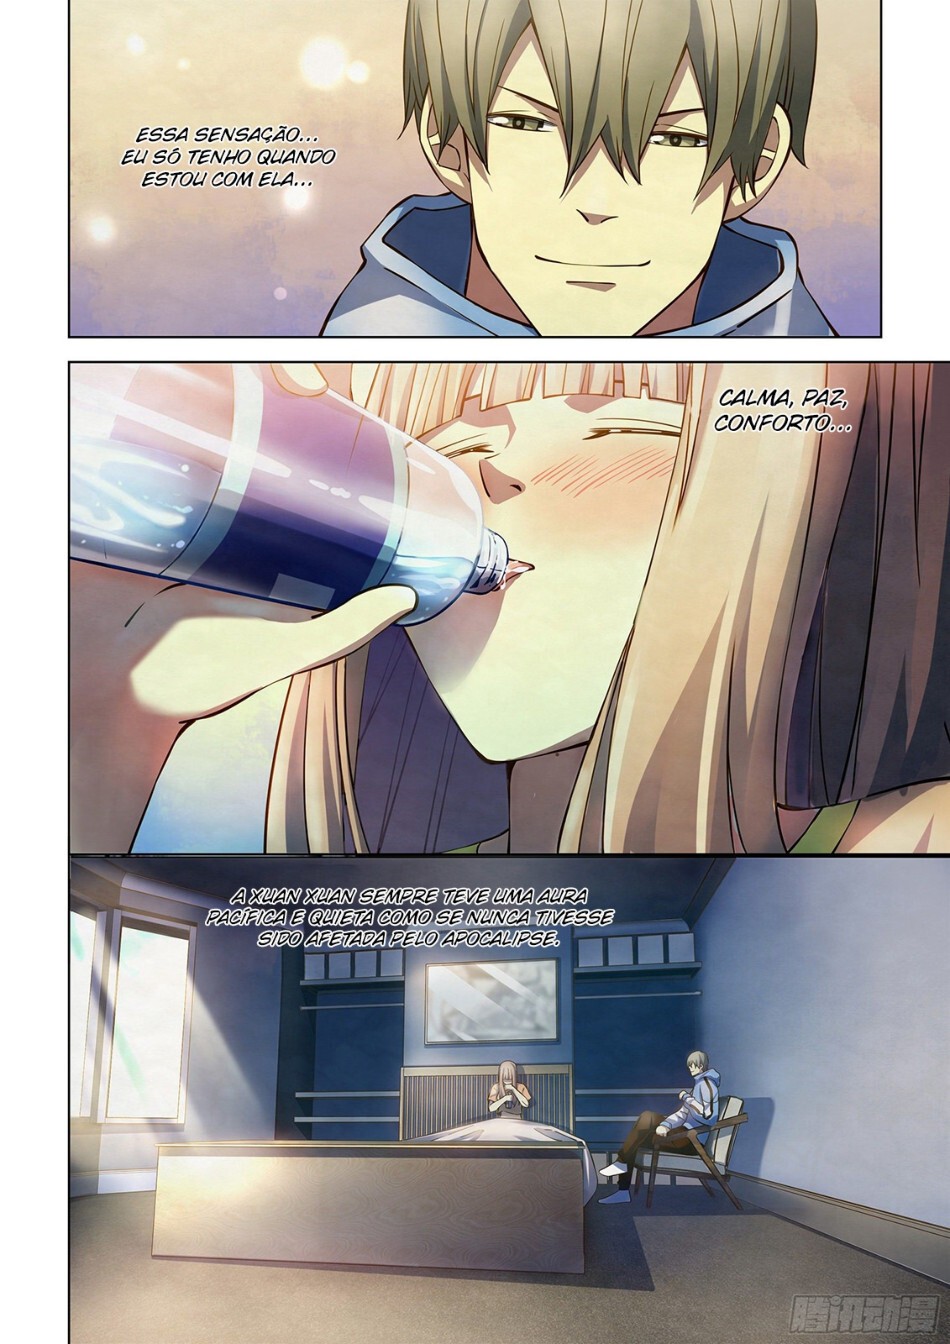 ESSA SENSAÇÃO...
EU SÓ TENHO QUANDO
ESTOU COM ELA...
CALMA, PAZ,
CONFORTO...
A XUAN XUAN SEMPRE TEVE UMA AURA
PACÍFICA E QUIETA COMO SE NUNCA TIVESSE
SIDO AFETADA PELO APOCALIPSE.
腾讯动漫